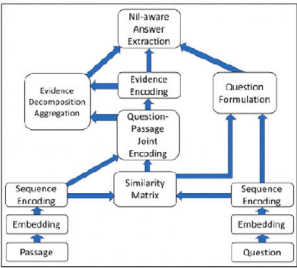 Nil-aware
Answer
Extraction
Evidence
Decomposition
Aggregation
Evidence
Encoding
Question
Formulation
Question-
Passage
Joint
Encoding
Sequence
Encoding
Similarity
Matrix
Sequence
Encoding
Embedding
Embedding
Passage
Question